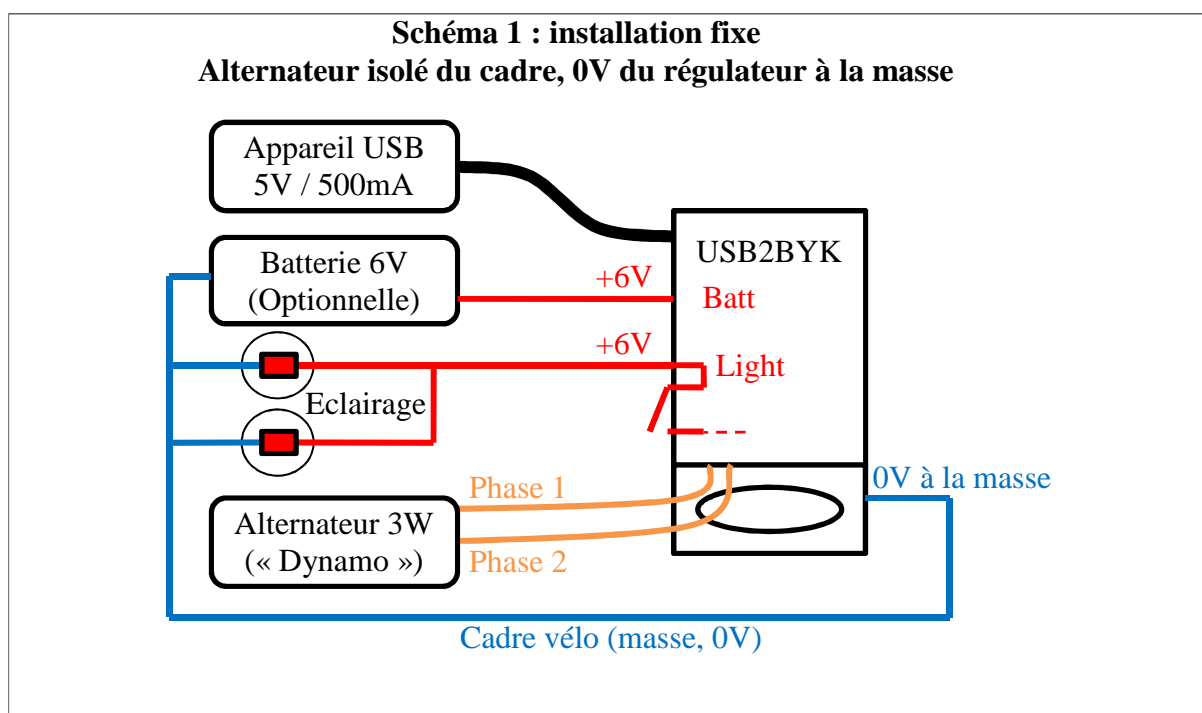 Schéma 1 : installation fixe
Alternateur isolé du cadre, 0V du régulateur à la masse
Appareil USB
5V / 500mA
USB2BYK
Batterie 6V
(Optionnelle)
+6V
Batt
+6V
Light
Eclairage
0V à la masse
Phase 1
Alternateur 3W
(« Dynamo »)
Phase 2
Cadre vélo (masse, 0V)